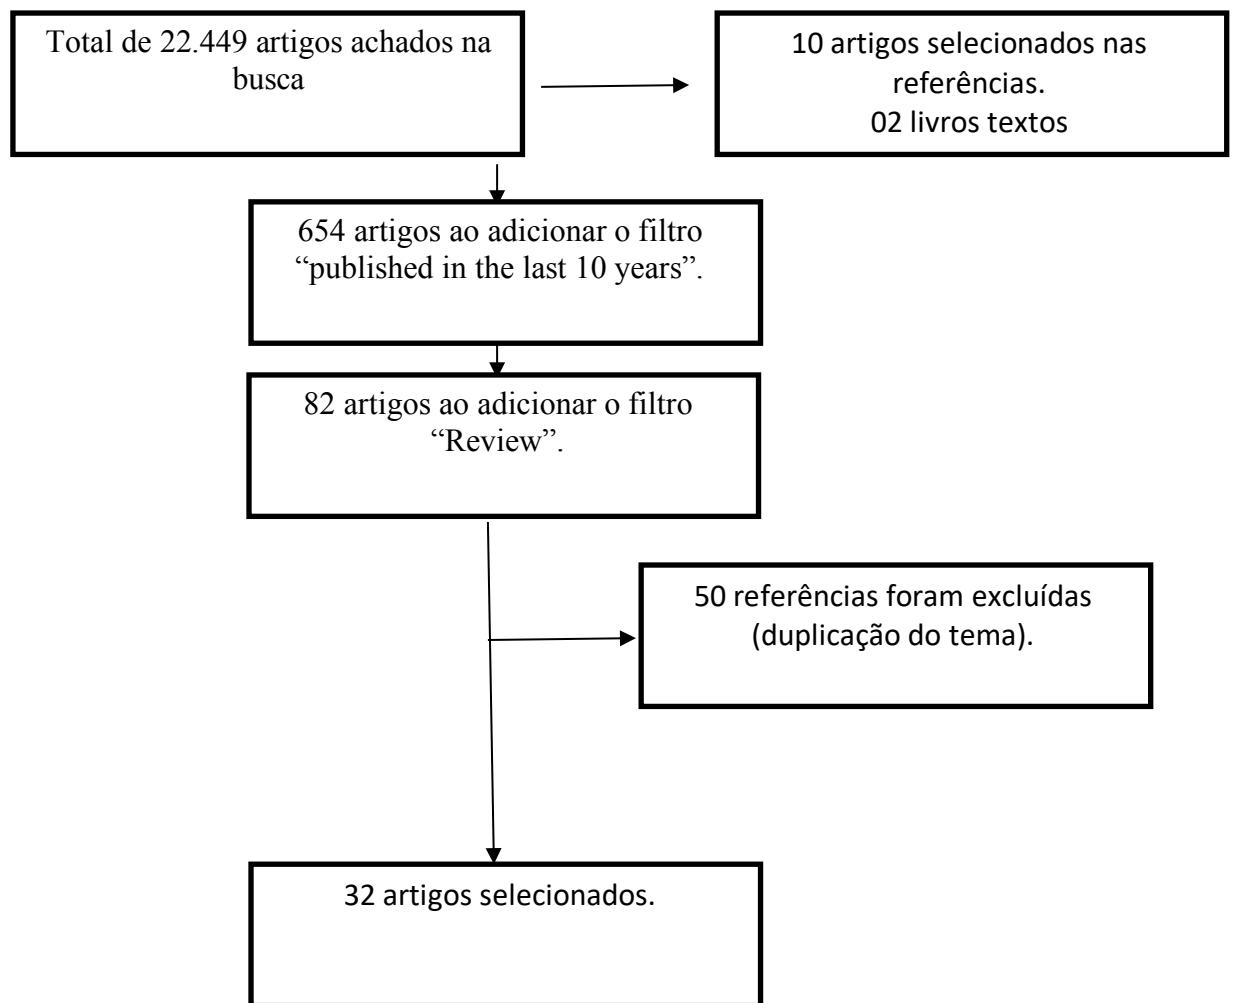 Total de 22.449 artigos achados na
busca
10 artigos selecionados nas
referências.
02 livros textos
654 artigos ao adicionar o filtro
“published in the last 10 years”.
82 artigos ao adicionar o filtro
“Review”.
50 referências foram excluídas
(duplicação do tema).
32 artigos selecionados.